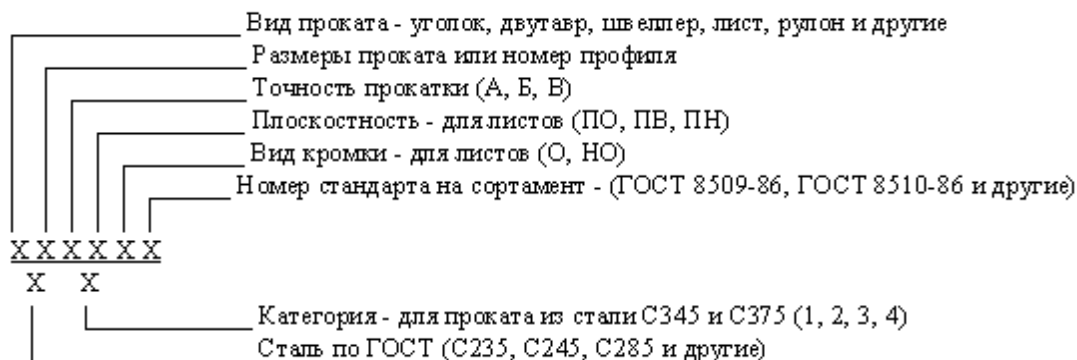 Вид проката - уголок, двутавр, швеллер, лист, рулон и другие
Размеры проката или номер профиля
Точность прокатки (А, Б, В)
Плоскостность - для листов (ПО, ПВ, ПН)
Вид кромки - для листов (О, НО)
Номер стандарта на сортамент - (ГОСТ 8509-86, ГОСТ 8510-86 и другие)
Х Х Х Х Х Х
Х Х
Категория - для проката из стали С345 и С375 (1, 2, 3, 4)
Сталь по ГОСТ (С235, С245, С285 и другие)